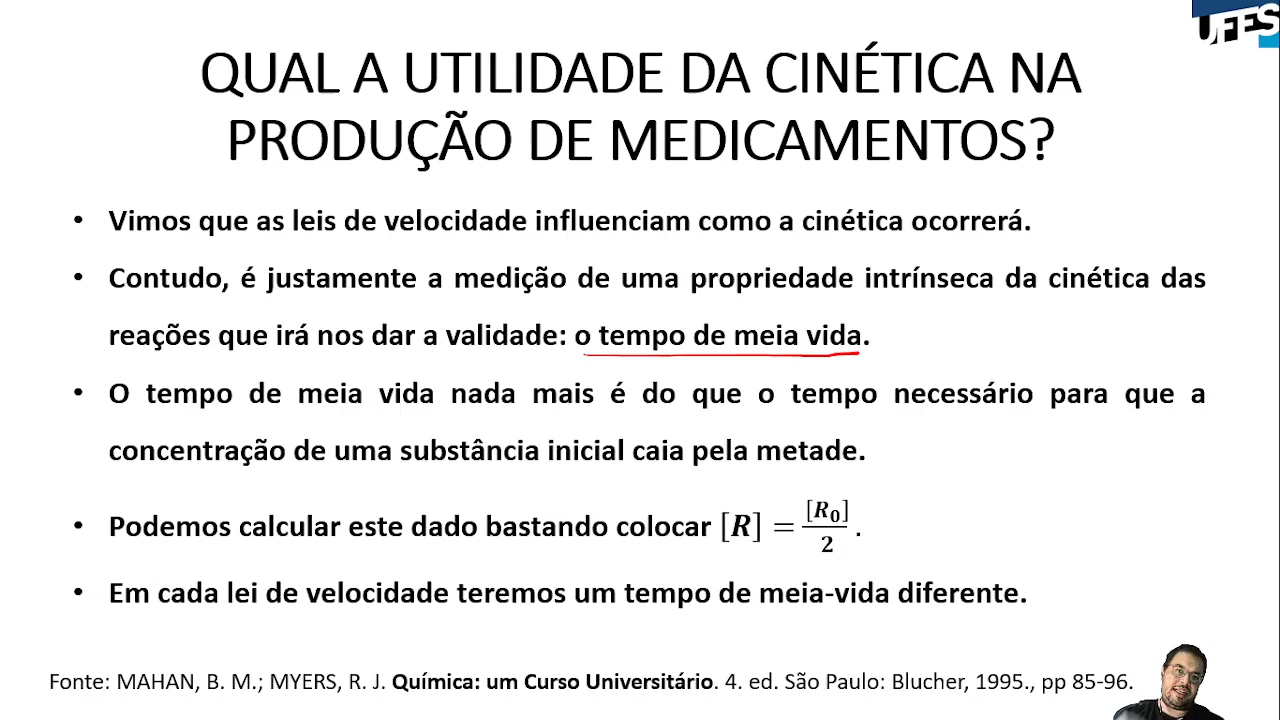 UFES
QUAL A UTILIDADE DA CINÉTICA NA
PRODUÇÃO DE MEDICAMENTOS?
• Vimos que as leis de velocidade influenciam como a cinética ocorrerá.
• Contudo, é justamente a medição de uma propriedade intrínseca da cinética das
reações que irá nos dar a validade: o tempo de meia vida.
• O tempo de meia vida nada mais é do que o tempo necessário para que a
concentração de uma substância inicial caia pela metade.
• Podemos calcular este dado bastando colocar [R] = [R₀]/2 .
• Em cada lei de velocidade teremos um tempo de meia-vida diferente.
Fonte: MAHAN, B. M.; MYERS, R. J. Química: um Curso Universitário. 4. ed. São Paulo: Blucher, 1995., pp 85-96.